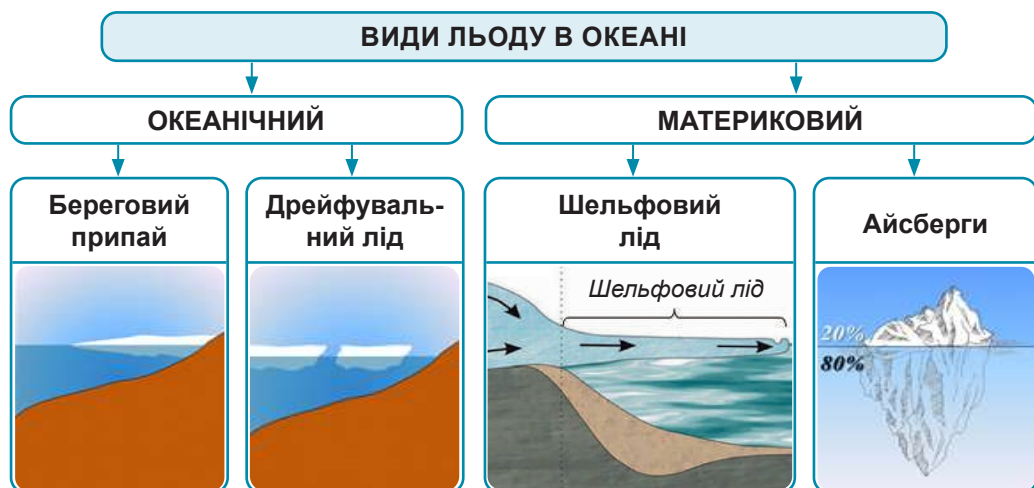 ВИДИ ЛЬОДУ В ОКЕАНІ
ОКЕАНІЧНИЙ
МАТЕРИКОВИЙ
Береговий
припай
Дрейфуваль-
ний лід
Шельфовий
лід
Айсберги
Шельфовий лід
20%
80%